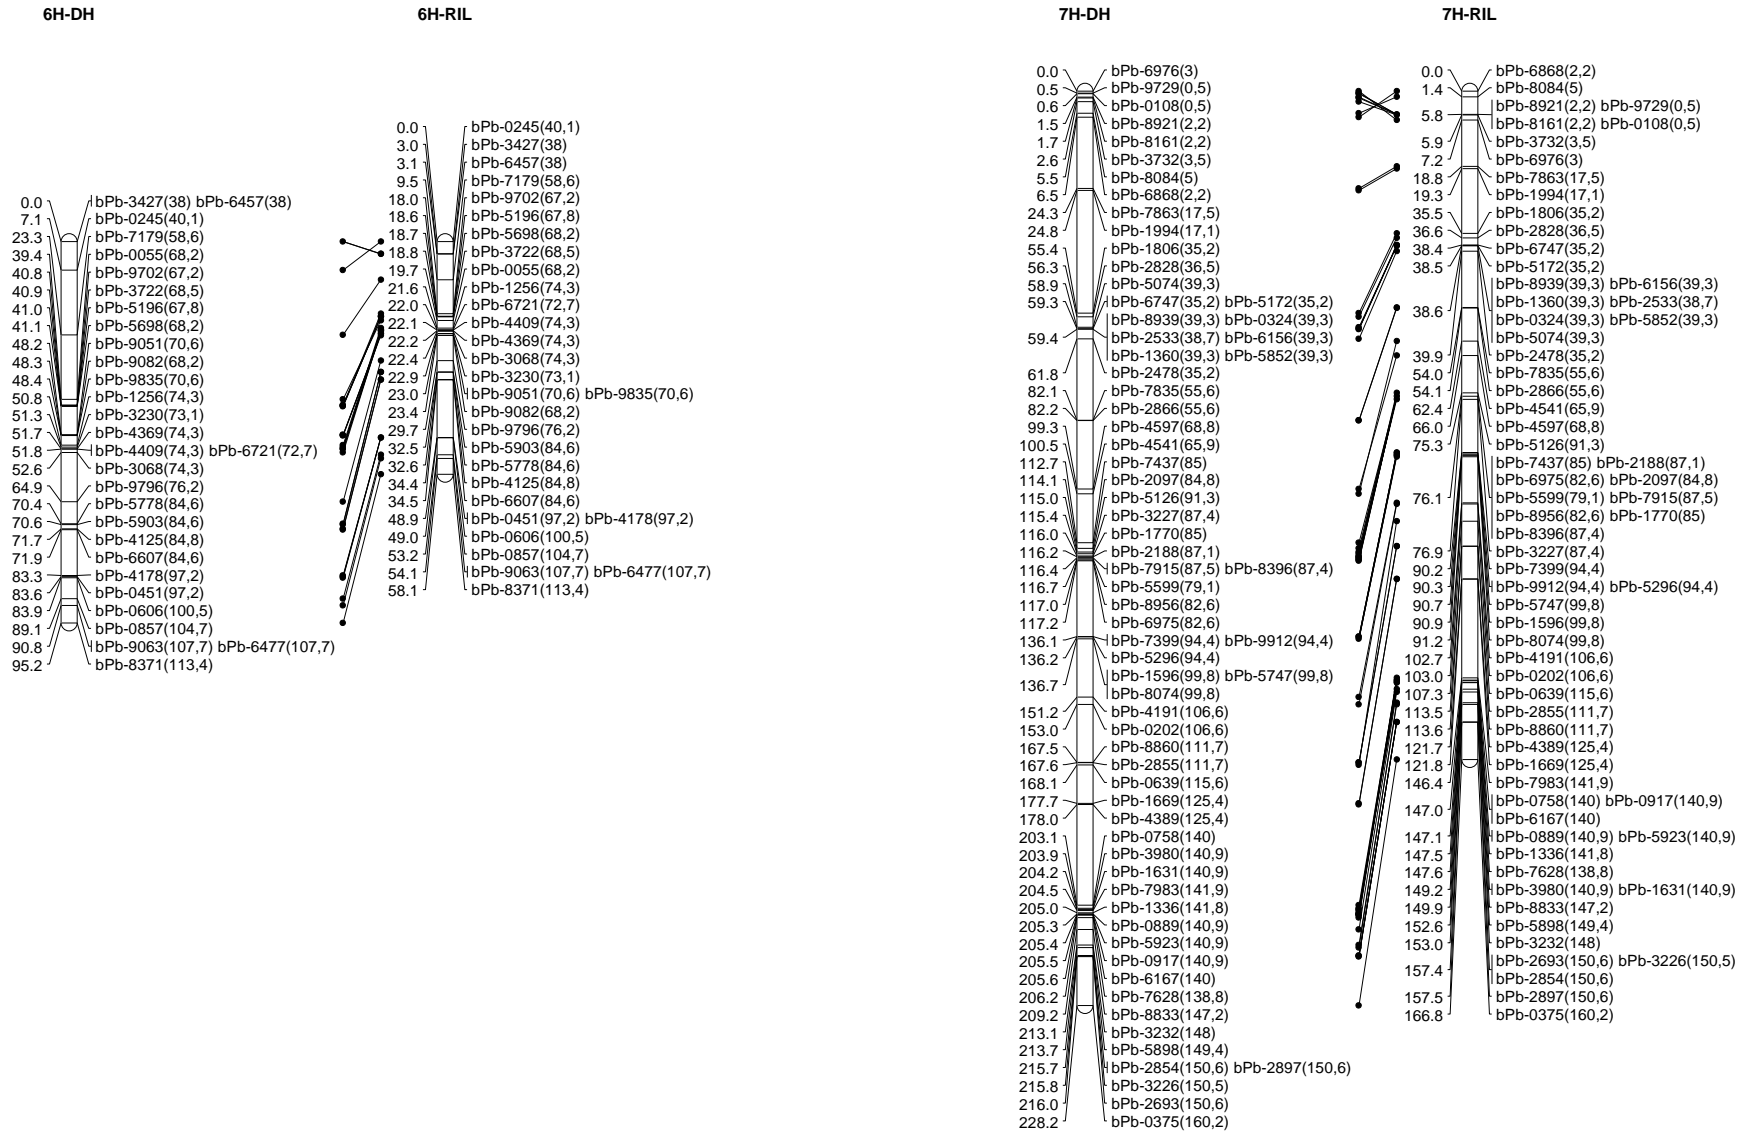 6H-DH
0.0 bPb-3427(38) bPb-6457(38)
7.1 bPb-0245(40,1)
23.3 bPb-7179(58,6)
39.4 bPb-0055(68,2)
40.8 bPb-9702(67,2)
40.9 bPb-3722(68,5)
41.0 bPb-5196(67,8)
41.1 bPb-5698(68,2)
48.2 bPb-9051(70,6)
48.3 bPb-9082(68,2)
48.4 bPb-9835(70,6)
50.8 bPb-1256(74,3)
51.3 bPb-3230(73,1)
51.7 bPb-4369(74,3)
51.8 bPb-4409(74,3) bPb-6721(72,7)
52.6 bPb-3068(74,3)
64.9 bPb-9796(76,2)
70.4 bPb-5778(84,6)
70.6 bPb-5903(84,6)
71.7 bPb-4125(84,8)
71.9 bPb-6607(84,6)
83.3 bPb-4178(97,2)
83.6 bPb-0451(97,2)
83.9 bPb-0606(100,5)
89.1 bPb-0857(104,7)
90.8 bPb-9063(107,7) bPb-6477(107,7)
95.2 bPb-8371(113,4)
6H-RIL
0.0 bPb-0245(40,1)
3.0 bPb-3427(38)
3.1 bPb-6457(38)
9.5 bPb-7179(58,6)
18.0 bPb-9702(67,2)
18.6 bPb-5196(67,8)
18.7 bPb-5698(68,2)
18.8 bPb-3722(68,5)
19.7 bPb-0055(68,2)
21.6 bPb-1256(74,3)
22.0 bPb-6721(72,7)
22.1 bPb-4409(74,3)
22.2 bPb-4369(74,3)
22.4 bPb-3068(74,3)
22.9 bPb-3230(73,1)
23.0 bPb-9051(70,6) bPb-9835(70,6)
23.4 bPb-9082(68,2)
29.7 bPb-9796(76,2)
32.5 bPb-5903(84,6)
32.6 bPb-5778(84,6)
34.4 bPb-4125(84,8)
34.5 bPb-6607(84,6)
48.9 bPb-0451(97,2) bPb-4178(97,2)
49.0 bPb-0606(100,5)
53.2 bPb-0857(104,7)
54.1 bPb-9063(107,7) bPb-6477(107,7)
58.1 bPb-8371(113,4)
7H-DH
0.0 bPb-6976(3)
0.5 bPb-9729(0,5)
0.6 bPb-0108(0,5)
1.5 bPb-8921(2,2)
1.7 bPb-8161(2,2)
2.6 bPb-3732(3,5)
5.5 bPb-8084(5)
6.5 bPb-6868(2,2)
24.3 bPb-7863(17,5)
24.8 bPb-1994(17,1)
55.4 bPb-1806(35,2)
56.3 bPb-2828(36,5)
58.9 bPb-5074(39,3)
59.3 bPb-6747(35,2) bPb-5172(35,2)
bPb-8939(39,3) bPb-0324(39,3)
59.4 bPb-2533(38,7) bPb-6156(39,3)
bPb-1360(39,3) bPb-5852(39,3)
61.8 bPb-2478(35,2)
82.1 bPb-7835(55,6)
82.2 bPb-2866(55,6)
99.3 bPb-4597(68,8)
100.5 bPb-4541(65,9)
112.7 bPb-7437(85)
114.1 bPb-2097(84,8)
115.0 bPb-5126(91,3)
115.4 bPb-3227(87,4)
116.0 bPb-1770(85)
116.2 bPb-2188(87,1)
116.4 bPb-7915(87,5) bPb-8396(87,4)
116.7 bPb-5599(79,1)
117.0 bPb-8956(82,6)
117.2 bPb-6975(82,6)
136.1 bPb-7399(94,4) bPb-9912(94,4)
136.2 bPb-5296(94,4)
bPb-1596(99,8) bPb-5747(99,8)
136.7 bPb-8074(99,8)
151.2 bPb-4191(106,6)
153.0 bPb-0202(106,6)
167.5 bPb-8860(111,7)
167.6 bPb-2855(111,7)
168.1 bPb-0639(115,6)
177.7 bPb-1669(125,4)
178.0 bPb-4389(125,4)
203.1 bPb-0758(140)
203.9 bPb-3980(140,9)
204.2 bPb-1631(140,9)
204.5 bPb-7983(141,9)
205.0 bPb-1336(141,8)
205.3 bPb-0889(140,9)
205.4 bPb-5923(140,9)
205.5 bPb-0917(140,9)
205.6 bPb-6167(140)
206.2 bPb-7628(138,8)
209.2 bPb-8833(147,2)
213.1 bPb-3232(148)
213.7 bPb-5898(149,4)
215.7 bPb-2854(150,6) bPb-2897(150,6)
215.8 bPb-3226(150,5)
216.0 bPb-2693(150,6)
228.2 bPb-0375(160,2)
7H-RIL
0.0 bPb-6868(2,2)
1.4 bPb-8084(5)
bPb-8921(2,2) bPb-9729(0,5)
5.8 bPb-8161(2,2) bPb-0108(0,5)
5.9 bPb-3732(3,5)
7.2 bPb-6976(3)
18.8 bPb-7863(17,5)
19.3 bPb-1994(17,1)
35.5 bPb-1806(35,2)
36.6 bPb-2828(36,5)
38.4 bPb-6747(35,2)
38.5 bPb-5172(35,2)
bPb-8939(39,3) bPb-6156(39,3)
bPb-1360(39,3) bPb-2533(38,7)
38.6 bPb-0324(39,3) bPb-5852(39,3)
bPb-5074(39,3)
39.9 bPb-2478(35,2)
54.0 bPb-7835(55,6)
54.1 bPb-2866(55,6)
62.4 bPb-4541(65,9)
66.0 bPb-4597(68,8)
75.3 bPb-5126(91,3)
bPb-7437(85) bPb-2188(87,1)
bPb-6975(82,6) bPb-2097(84,8)
76.1 bPb-5599(79,1) bPb-7915(87,5)
bPb-8956(82,6) bPb-1770(85)
bPb-8396(87,4)
76.9 bPb-3227(87,4)
90.2 bPb-7399(94,4)
90.3 bPb-9912(94,4) bPb-5296(94,4)
90.7 bPb-5747(99,8)
90.9 bPb-1596(99,8)
91.2 bPb-8074(99,8)
102.7 bPb-4191(106,6)
103.0 bPb-0202(106,6)
107.3 bPb-0639(115,6)
113.5 bPb-2855(111,7)
113.6 bPb-8860(111,7)
121.7 bPb-4389(125,4)
121.8 bPb-1669(125,4)
146.4 bPb-7983(141,9)
bPb-0758(140) bPb-0917(140,9)
147.0 bPb-6167(140)
147.1 bPb-0889(140,9) bPb-5923(140,9)
147.5 bPb-1336(141,8)
147.6 bPb-7628(138,8)
149.2 bPb-3980(140,9) bPb-1631(140,9)
149.9 bPb-8833(147,2)
152.6 bPb-5898(149,4)
153.0 bPb-3232(148)
bPb-2693(150,6) bPb-3226(150,5)
157.4 bPb-2854(150,6)
157.5 bPb-2897(150,6)
166.8 bPb-0375(160,2)